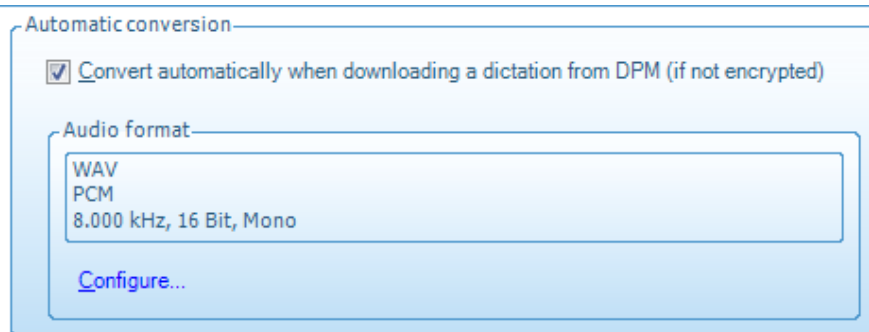 Automatic conversion
Convert automatically when downloading a dictation from DPM (if not encrypted)
Audio format
WAV
PCM
8.000 kHz, 16 Bit, Mono
Configure...